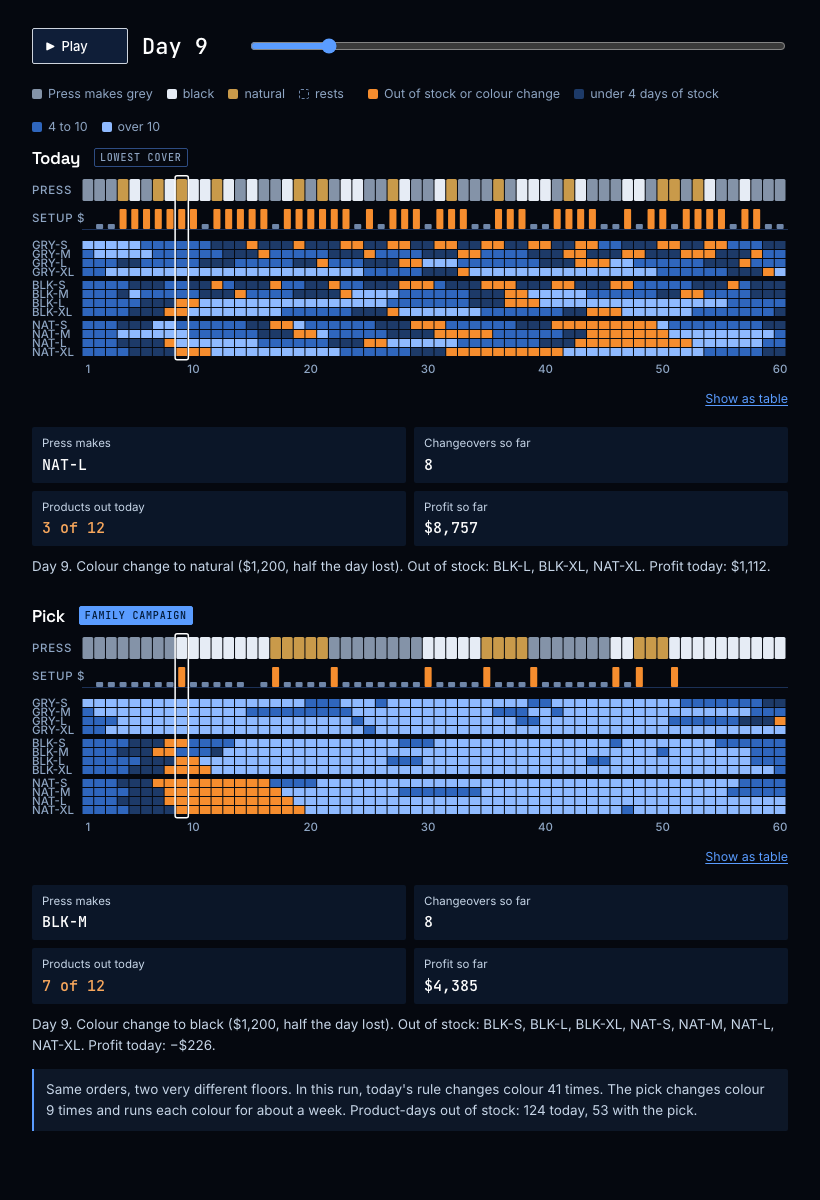 ▶ Play
Day 9
Press makes grey
black
natural
rests
Out of stock or colour change
under 4 days of stock
4 to 10
over 10
Today
LOWEST COVER
PRESS
SETUP $
GRY-S
GRY-M
GRY-L
GRY-XL
BLK-S
BLK-M
BLK-L
BLK-XL
NAT-S
NAT-M
NAT-L
NAT-XL
1 10 20 30 40 50 60
Show as table
Press makes
NAT-L
Changeovers so far
8
Products out today
3 of 12
Profit so far
$8,757
Day 9. Colour change to natural ($1,200, half the day lost). Out of stock: BLK-L, BLK-XL, NAT-XL. Profit today: $1,112.
Pick
FAMILY CAMPAIGN
PRESS
SETUP $
GRY-S
GRY-M
GRY-L
GRY-XL
BLK-S
BLK-M
BLK-L
BLK-XL
NAT-S
NAT-M
NAT-L
NAT-XL
1 10 20 30 40 50 60
Show as table
Press makes
BLK-M
Changeovers so far
8
Products out today
7 of 12
Profit so far
$4,385
Day 9. Colour change to black ($1,200, half the day lost). Out of stock: BLK-S, BLK-L, BLK-XL, NAT-S, NAT-M, NAT-L,
NAT-XL. Profit today: −$226.
Same orders, two very different floors. In this run, today's rule changes colour 41 times. The pick changes colour
9 times and runs each colour for about a week. Product-days out of stock: 124 today, 53 with the pick.